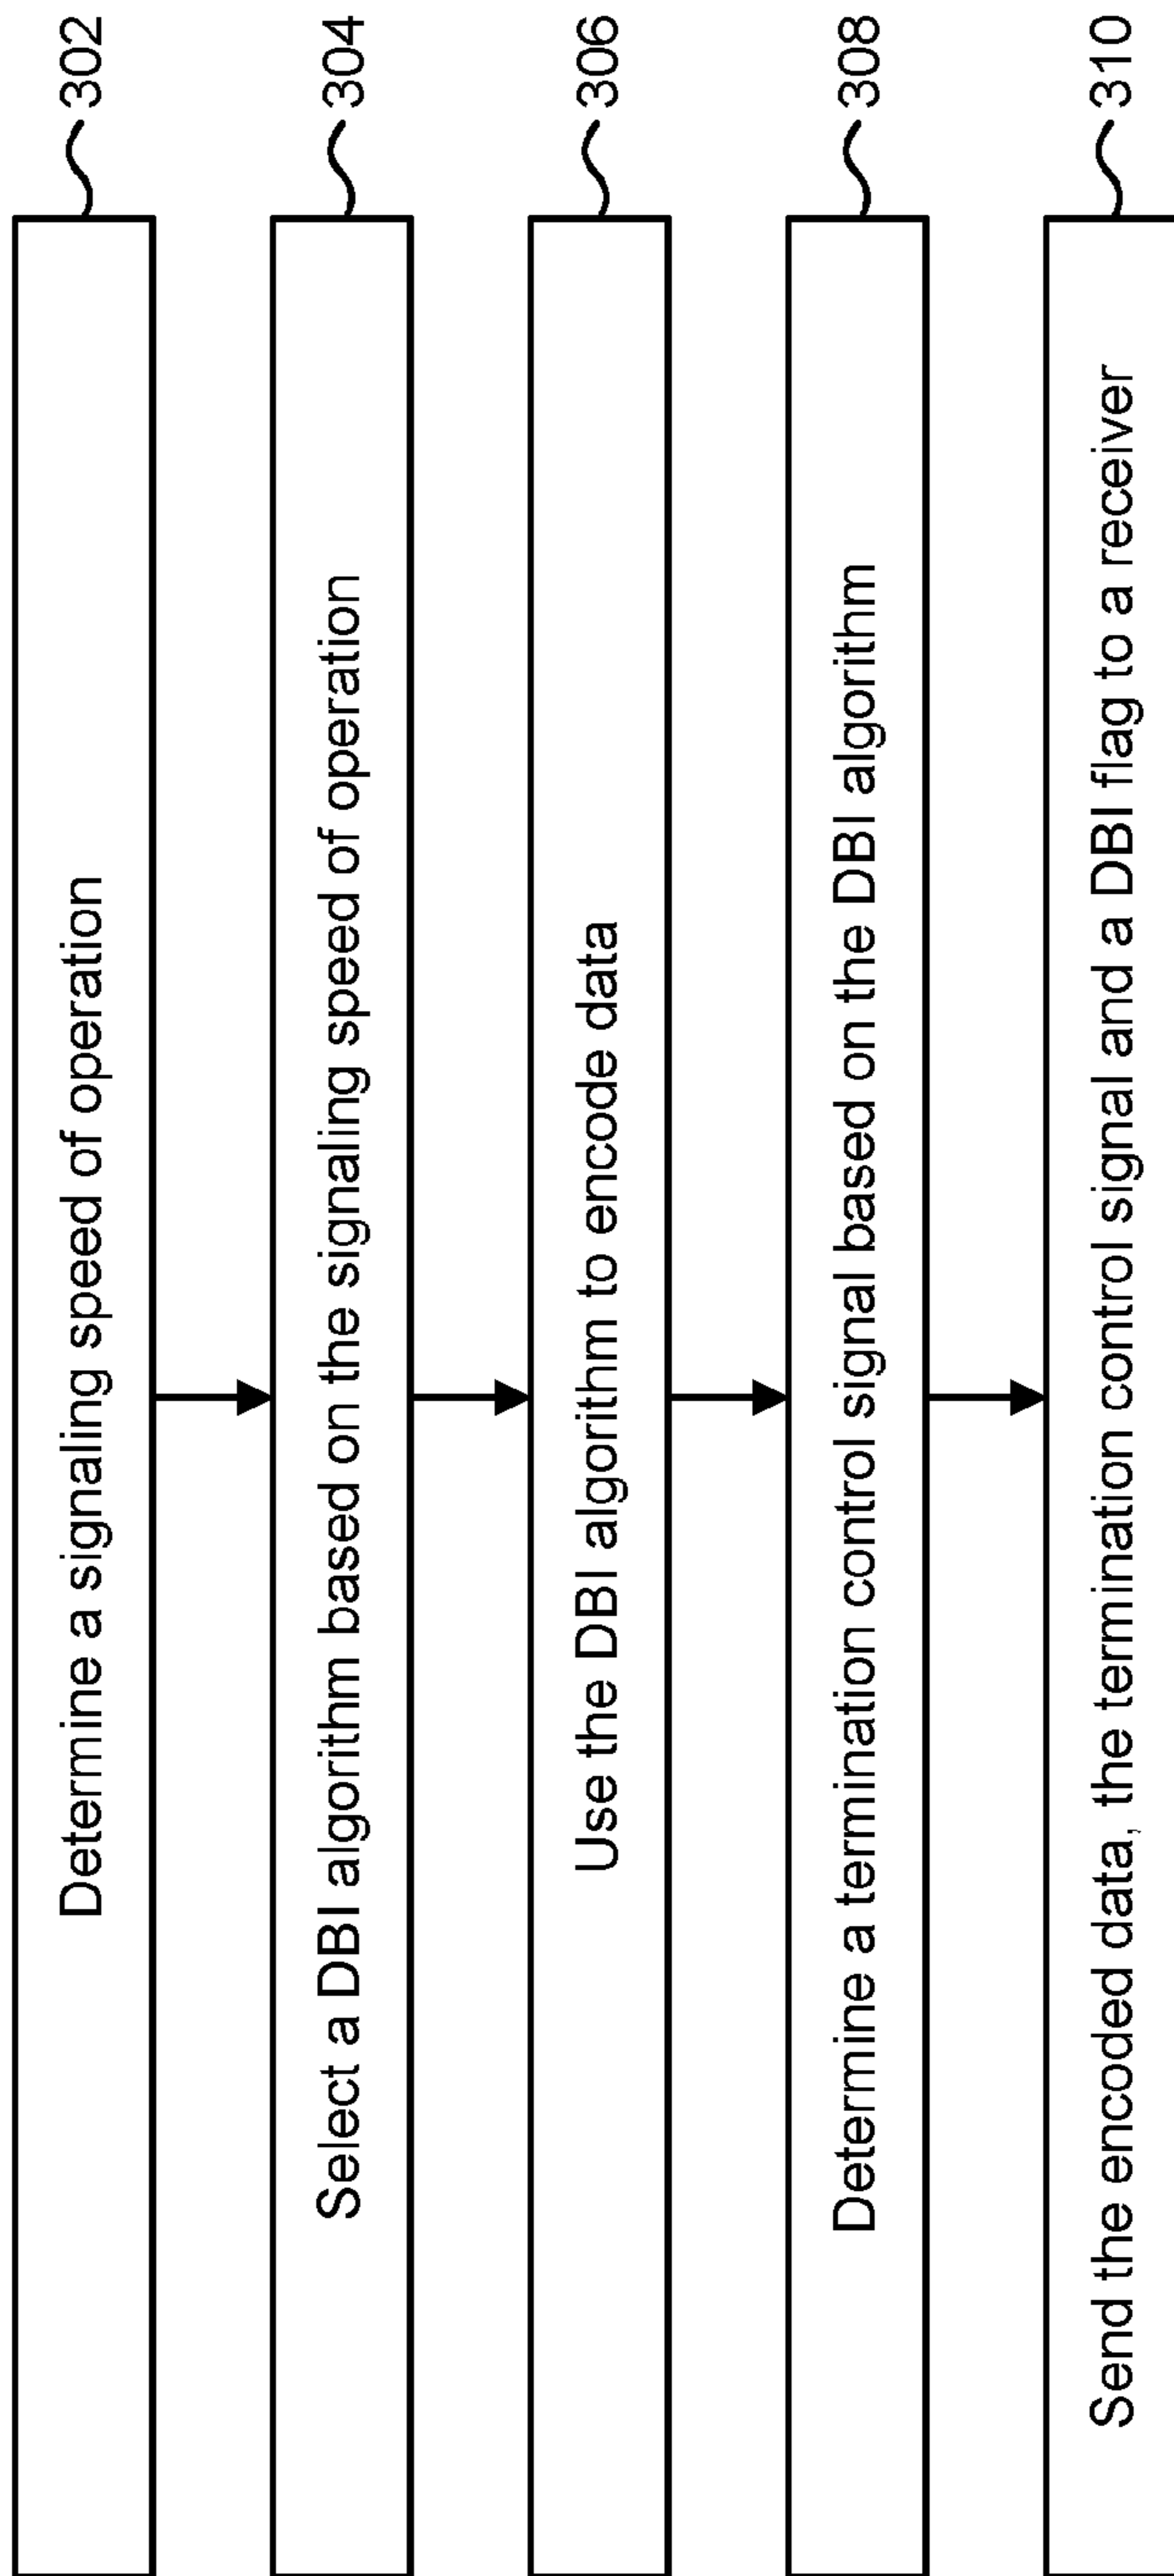 Determine a signaling speed of operation
302
Select a DBI algorithm based on the signaling speed of operation
304
Use the DBI algorithm to encode data
306
Determine a termination control signal based on the DBI algorithm
308
Send the encoded data, the termination control signal and a DBI flag to a receiver
310